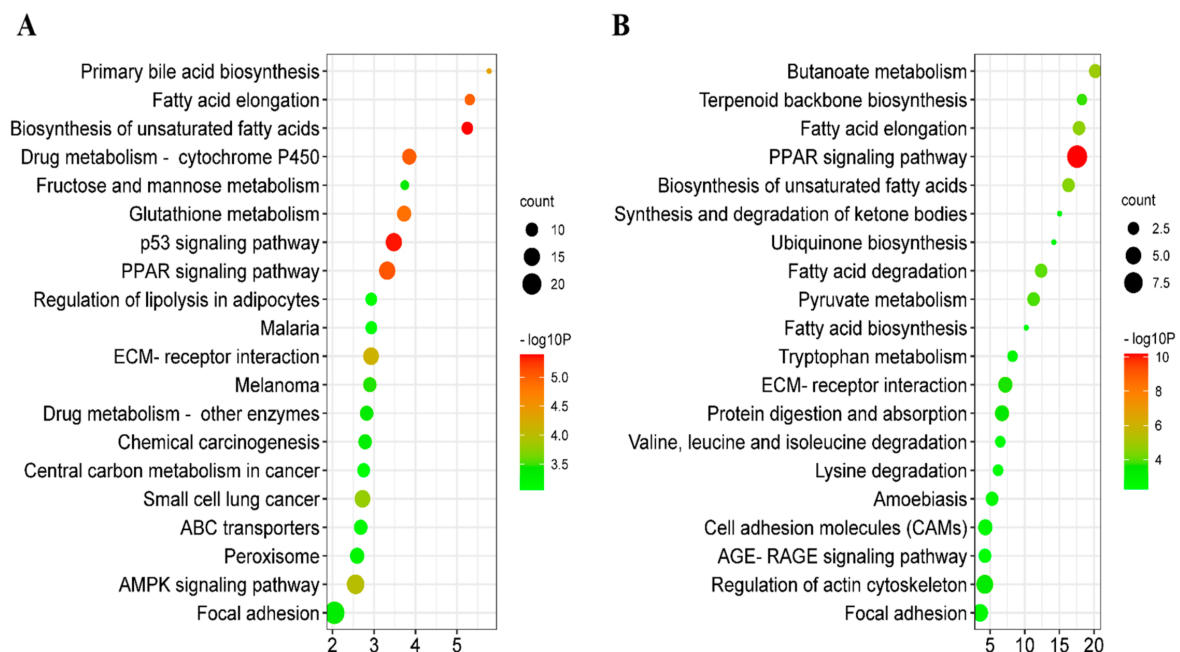 A
Primary bile acid biosynthesis
Fatty acid elongation
Biosynthesis of unsaturated fatty acids
Drug metabolism - cytochrome P450
Fructose and mannose metabolism
Glutathione metabolism
p53 signaling pathway
PPAR signaling pathway
Regulation of lipolysis in adipocytes
Malaria
ECM- receptor interaction
Melanoma
Drug metabolism - other enzymes
Chemical carcinogenesis
Central carbon metabolism in cancer
Small cell lung cancer
ABC transporters
Peroxisome
AMPK signaling pathway
Focal adhesion
2 3 4 5
count
10
15
20
- log10P
5.0
4.5
4.0
3.5
B
Butanoate metabolism
Terpenoid backbone biosynthesis
Fatty acid elongation
PPAR signaling pathway
Biosynthesis of unsaturated fatty acids
Synthesis and degradation of ketone bodies
Ubiquinone biosynthesis
Fatty acid degradation
Pyruvate metabolism
Fatty acid biosynthesis
Tryptophan metabolism
ECM- receptor interaction
Protein digestion and absorption
Valine, leucine and isoleucine degradation
Lysine degradation
Amoebiasis
Cell adhesion molecules (CAMs)
AGE- RAGE signaling pathway
Regulation of actin cytoskeleton
Focal adhesion
5 10 15 20
count
2.5
5.0
7.5
- log10P
10
8
6
4